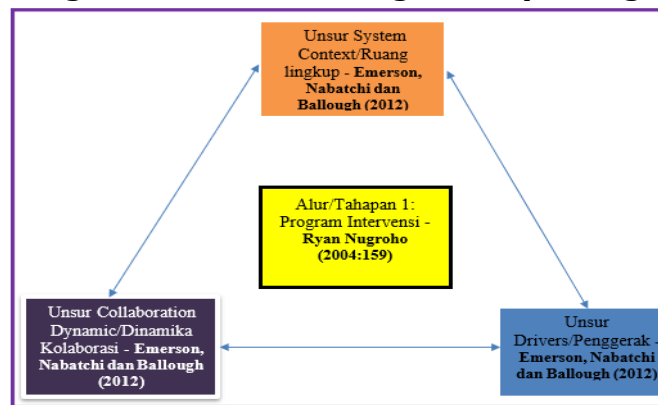 Unsur System
Context/Ruang
lingkup - Emerson,
Nabatchi dan
Ballough (2012)
Alur/Tahapan 1:
Program Intervensi -
Ryan Nugroho
(2004:159)
Unsur Collaboration
Dynamic/Dinamika
Kolaborasi - Emerson,
Nabatchi dan Ballough
(2012)
Unsur
Drivers/Penggerak -
Emerson, Nabatchi
dan Ballough (2012)